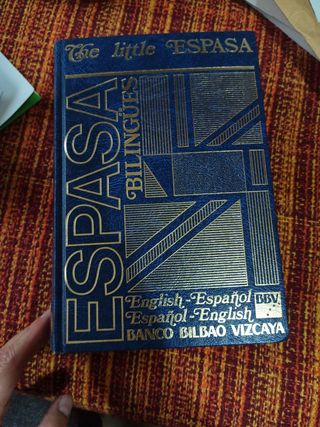 The little ESPASA
ESPASA
BILINGÜES
English-Español
Español-English
BBV
BANCO BILBAO VIZCAYA